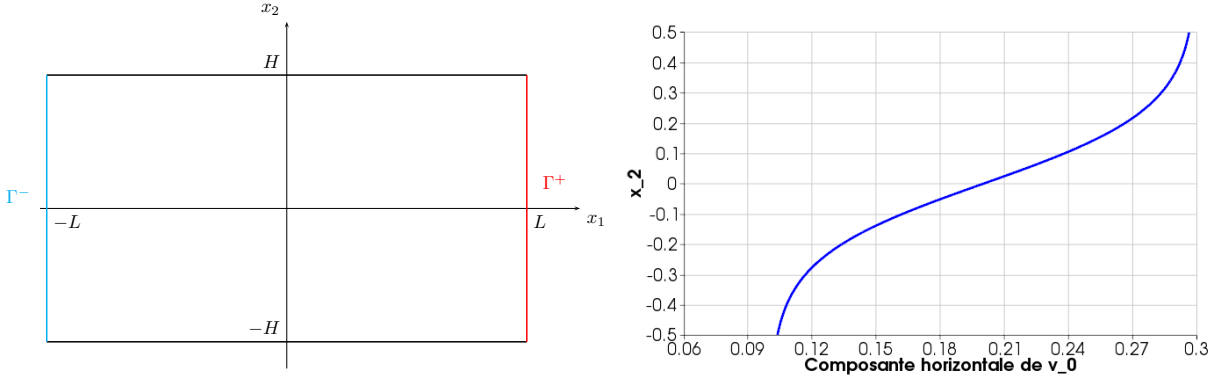 x₂
H
Γ⁻
Γ⁺
−L
L
x₁
−H
0.5
0.4
0.3
0.2
0.1
0
-0.1
-0.2
-0.3
-0.4
-0.5
x_2
0.06 0.09 0.12 0.15 0.18 0.21 0.24 0.27 0.3
Composante horizontale de v_0